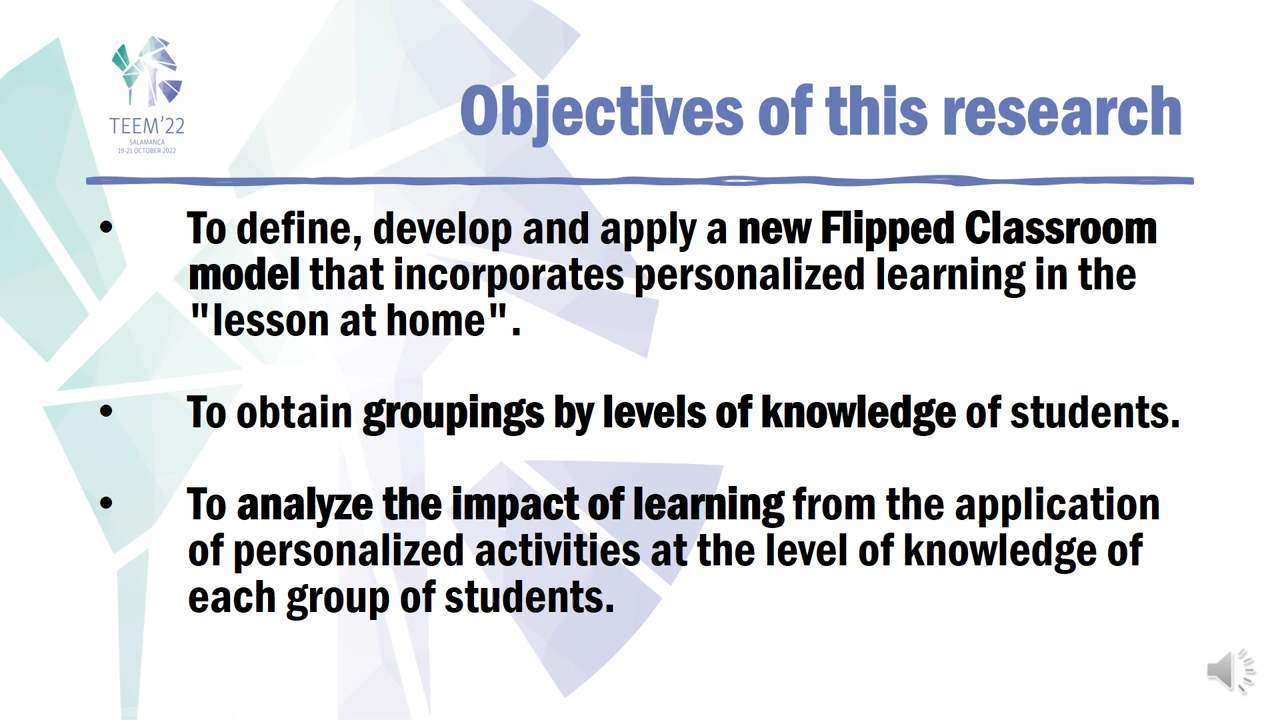 TEEM'22
SALAMANCA
19-21 OCTOBER 2022
Objectives of this research
• To define, develop and apply a new Flipped Classroom
model that incorporates personalized learning in the
"lesson at home".
• To obtain groupings by levels of knowledge of students.
• To analyze the impact of learning from the application
of personalized activities at the level of knowledge of
each group of students.